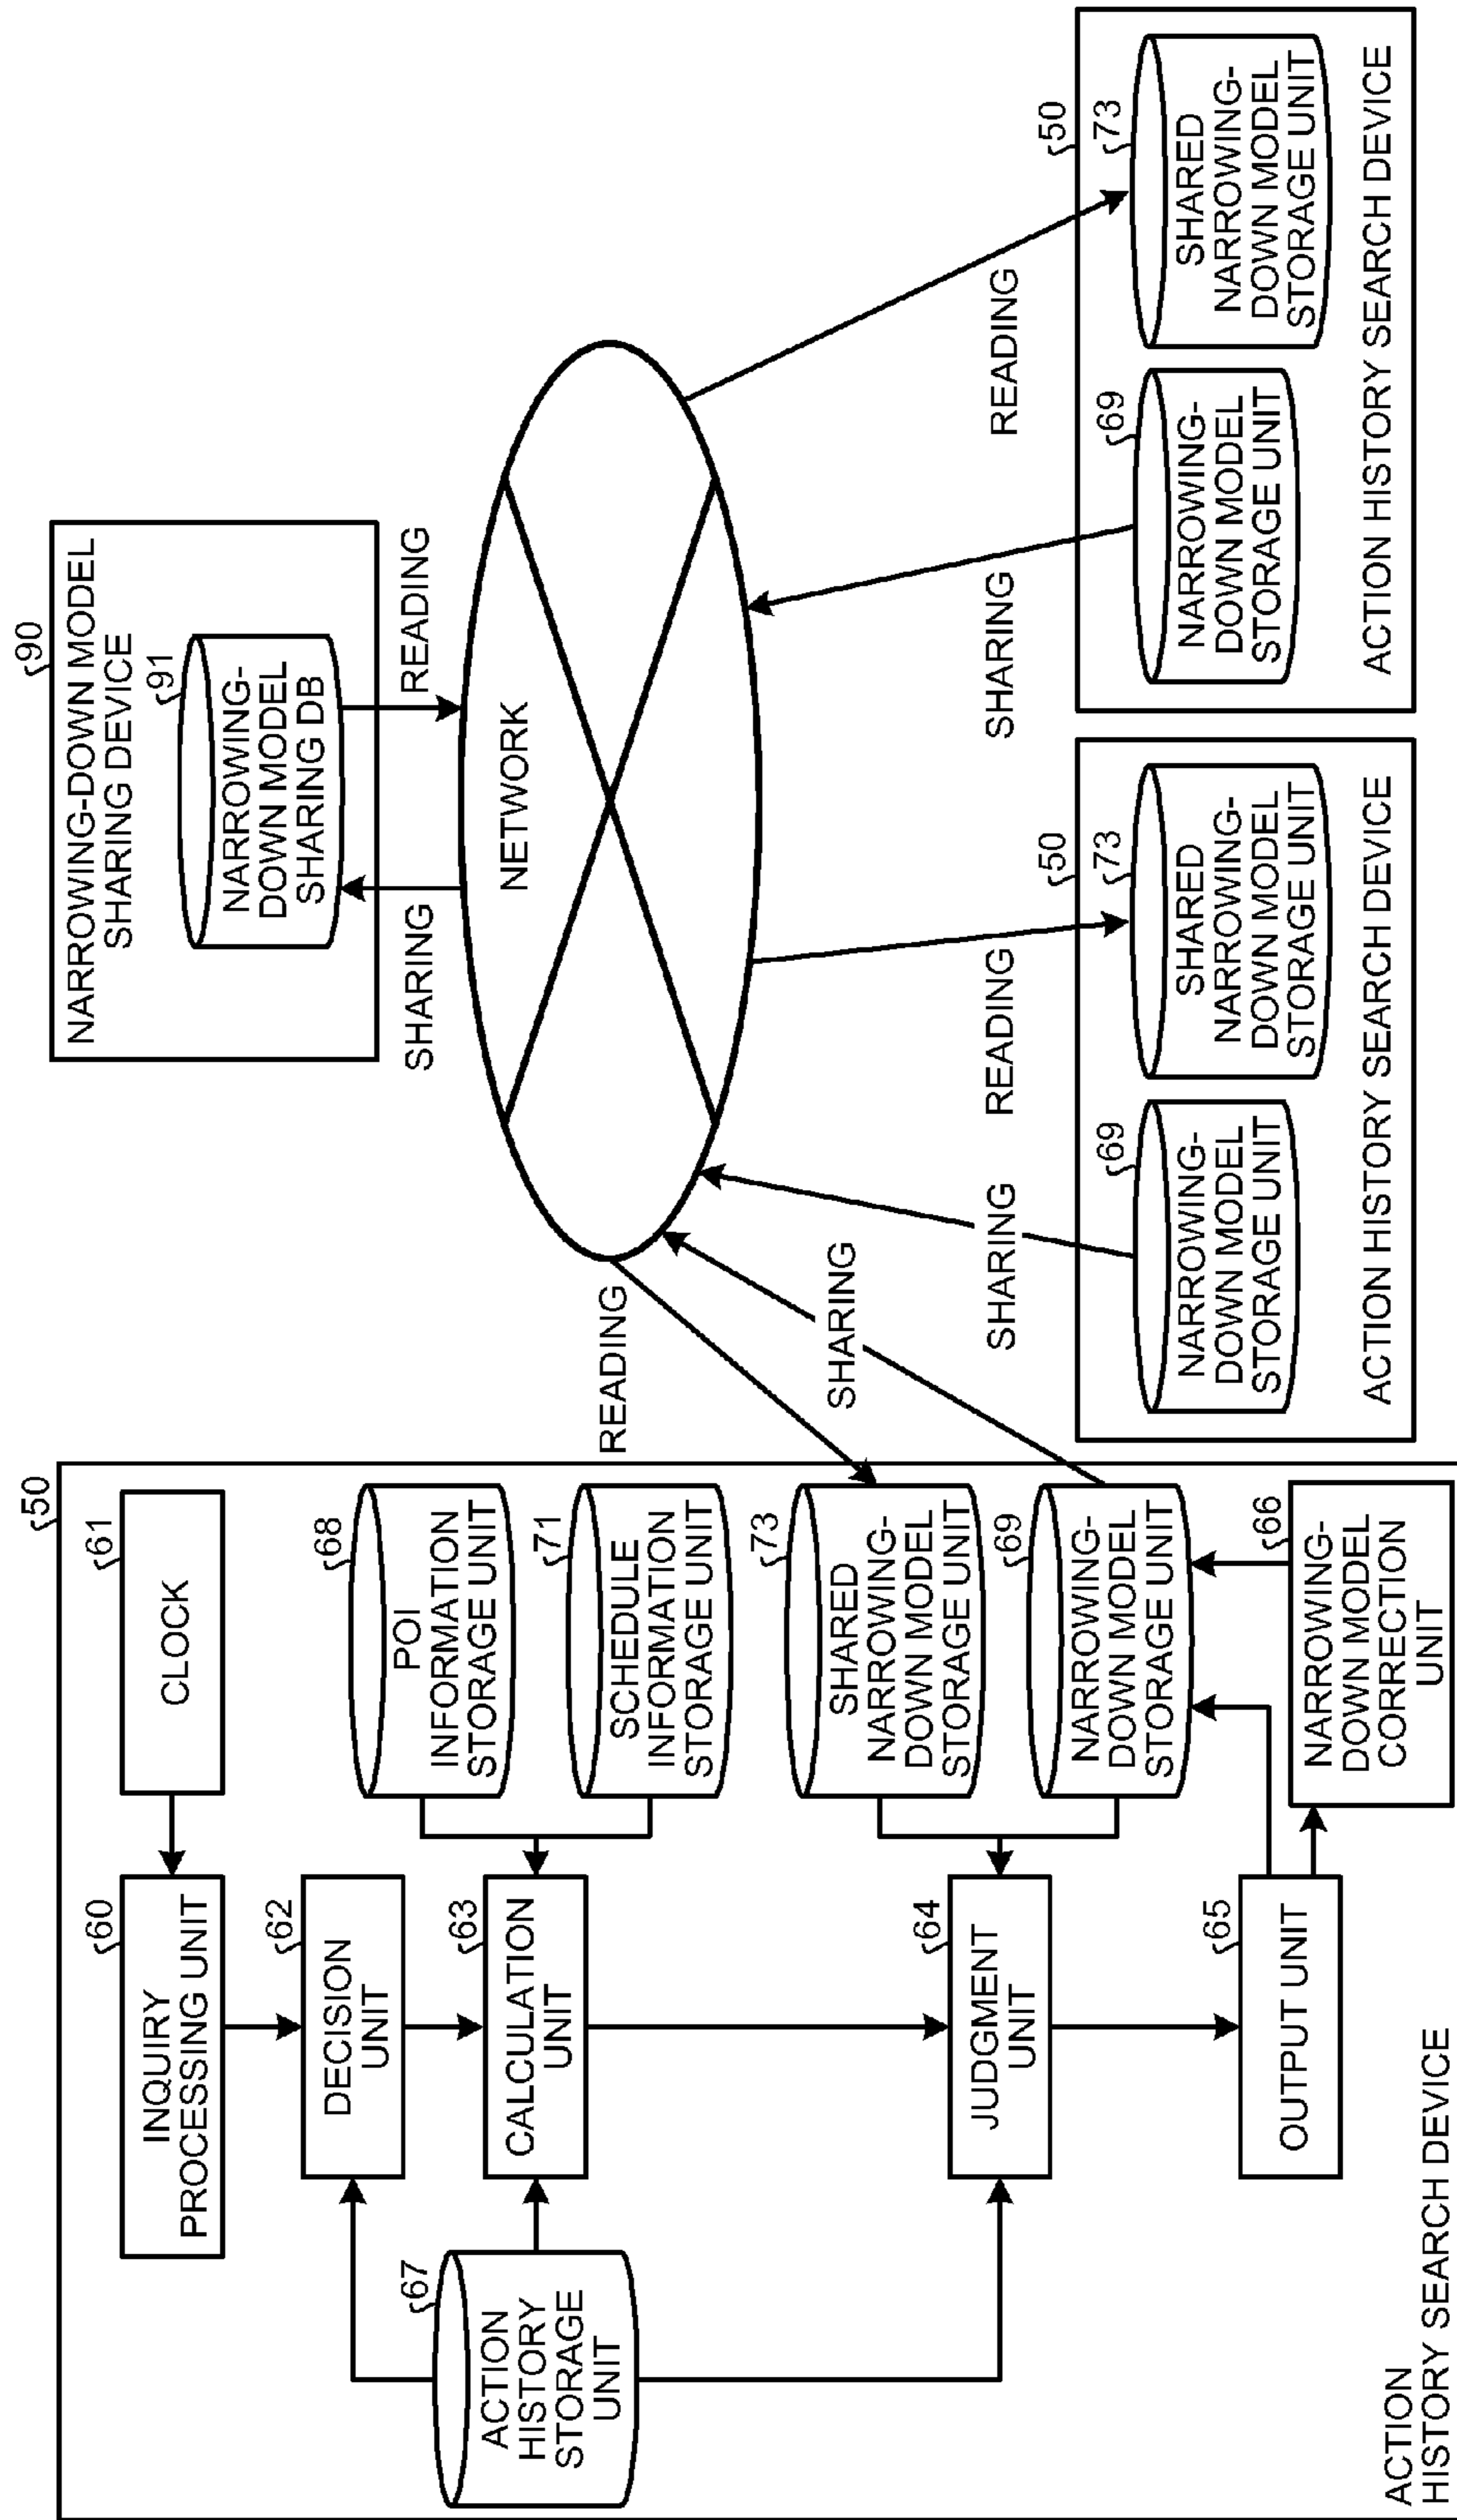 50
INQUIRY
PROCESSING UNIT
60
CLOCK
61
DECISION
UNIT
62
CALCULATION
UNIT
63
JUDGMENT
UNIT
64
OUTPUT UNIT
65
ACTION
HISTORY
STORAGE
UNIT
67
POI
INFORMATION
STORAGE UNIT
68
SCHEDULE
INFORMATION
STORAGE UNIT
71
SHARED
NARROWING-
DOWN MODEL
STORAGE UNIT
73
NARROWING-
DOWN MODEL
STORAGE UNIT
69
NARROWING-
DOWN MODEL
CORRECTION
UNIT
66
ACTION
HISTORY SEARCH DEVICE
READING
SHARING
NARROWING-DOWN MODEL
SHARING DEVICE
90
NARROWING-
DOWN MODEL
SHARING DB
91
SHARING
READING
NETWORK
SHARING
READING
50
NARROWING-
DOWN MODEL
STORAGE UNIT
69
SHARED
NARROWING-
DOWN MODEL
STORAGE UNIT
73
ACTION HISTORY SEARCH DEVICE
SHARING
READING
50
NARROWING-
DOWN MODEL
STORAGE UNIT
69
SHARED
NARROWING-
DOWN MODEL
STORAGE UNIT
73
ACTION HISTORY SEARCH DEVICE